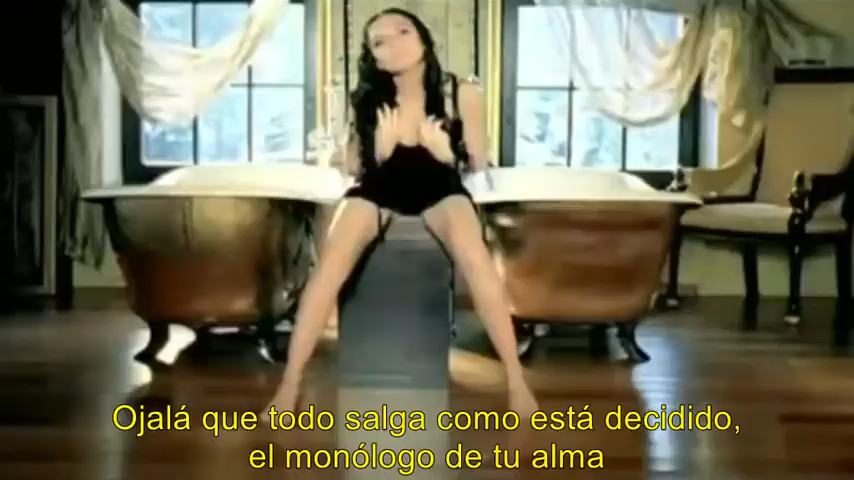 Ojalá que todo salga como está decidido,
el monólogo de tu alma